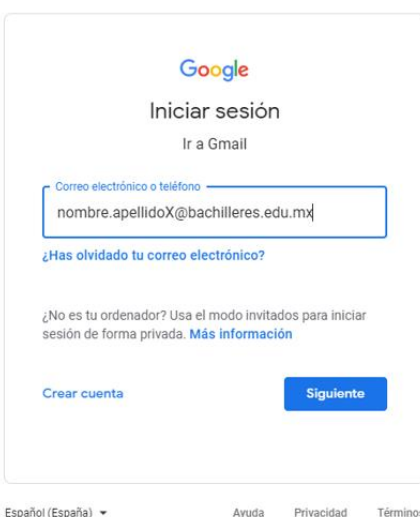 Google
Iniciar sesión
Ir a Gmail
Correo electrónico o teléfono
nombre.apellidoX@bachilleres.edu.mx
¿Has olvidado tu correo electrónico?
¿No es tu ordenador? Usa el modo invitados para iniciar
sesión de forma privada. Más información
Crear cuenta Siguiente
Español (España) Ayuda Privacidad Términos